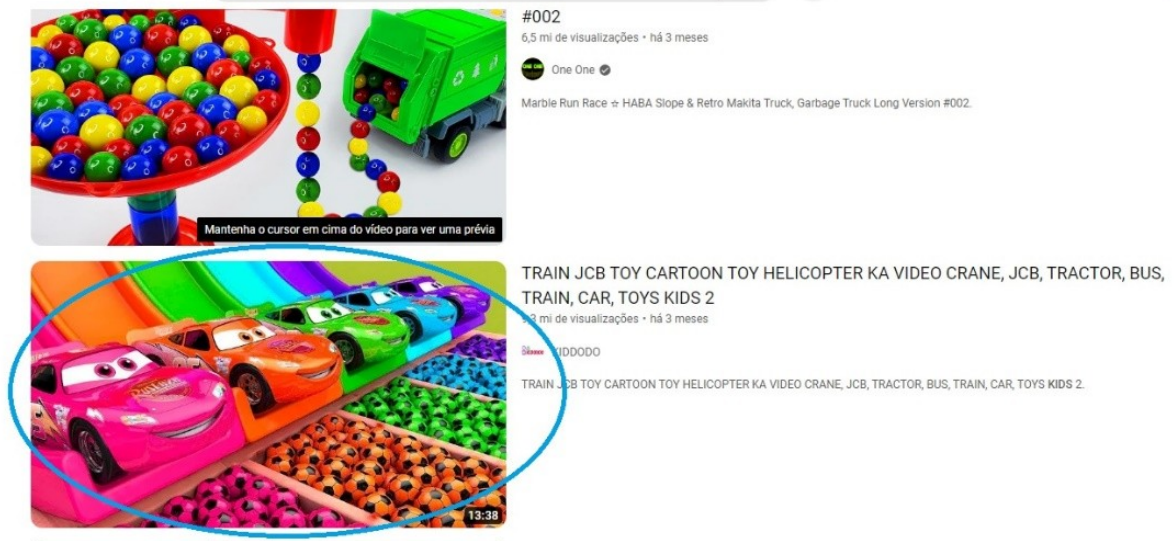 #002
6,5 mi de visualizações • há 3 meses
One One
Marble Run Race ☆ HABA Slope & Retro Makita Truck, Garbage Truck Long Version #002.
Mantenha o cursor em cima do vídeo para ver uma prévia
TRAIN JCB TOY CARTOON TOY HELICOPTER KA VIDEO CRANE, JCB, TRACTOR, BUS,
TRAIN, CAR, TOYS KIDS 2
mi de visualizações • há 3 meses
KIDDODO
TRAIN JCB TOY CARTOON TOY HELICOPTER KA VIDEO CRANE, JCB, TRACTOR, BUS, TRAIN, CAR, TOYS KIDS 2.
13:38